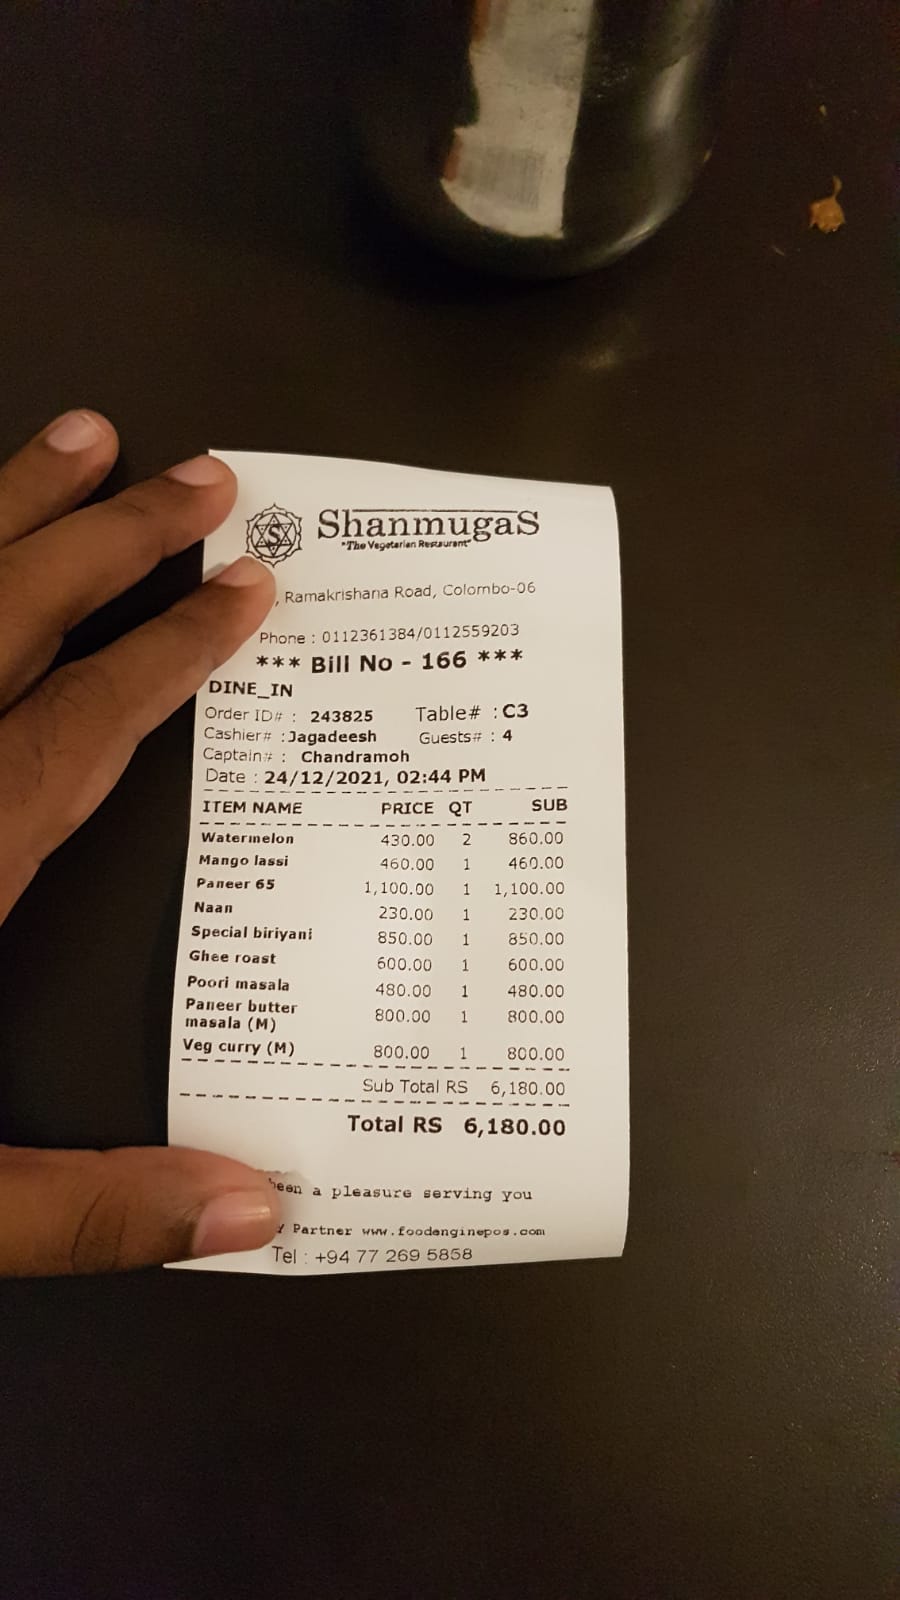 ShanmugaS
"The Vegetarian Restaurant"
, Ramakrishana Road, Colombo-06
Phone : 0112361384/0112559203
*** Bill No - 166 ***
DINE_IN
Order ID# : 243825 Table# : C3
Cashier# : Jagadeesh Guests# : 4
Captain# : Chandramoh
Date : 24/12/2021, 02:44 PM
ITEM NAME PRICE QT SUB
Watermelon 430.00 2 860.00
Mango lassi 460.00 1 460.00
Paneer 65 1,100.00 1 1,100.00
Naan 230.00 1 230.00
Special biriyani 850.00 1 850.00
Ghee roast 600.00 1 600.00
Poori masala 480.00 1 480.00
Paneer butter 800.00 1 800.00
masala (M)
Veg curry (M) 800.00 1 800.00
Sub Total RS 6,180.00
Total RS 6,180.00
been a pleasure serving you
Partner www.foodenginepos.com
Tel : +94 77 269 5858